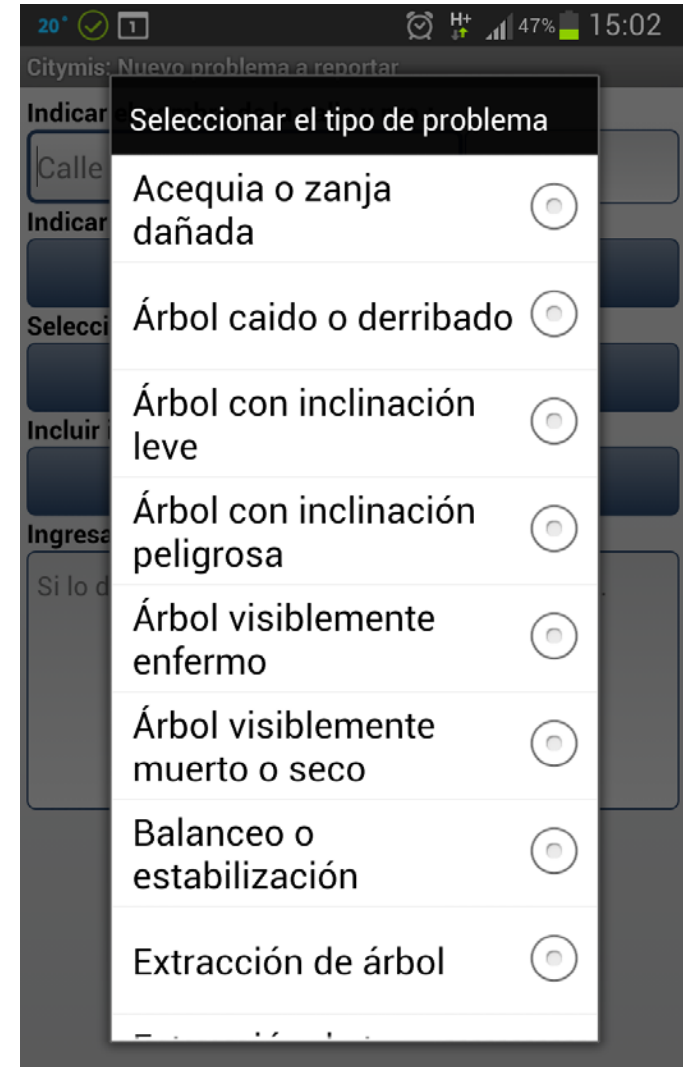 20°
1
H+
47%
15:02
Citymis: Nuevo problema a reportar
Indicar
Seleccionar el tipo de problema
Calle
Acequia o zanja
dañada
Indicar
Árbol caido o derribado
Árbol con inclinación
leve
Incluir
Árbol con inclinación
peligrosa
Si lo
Árbol visiblemente
enfermo
Árbol visiblemente
muerto o seco
Balanceo o
estabilización
Extracción de árbol